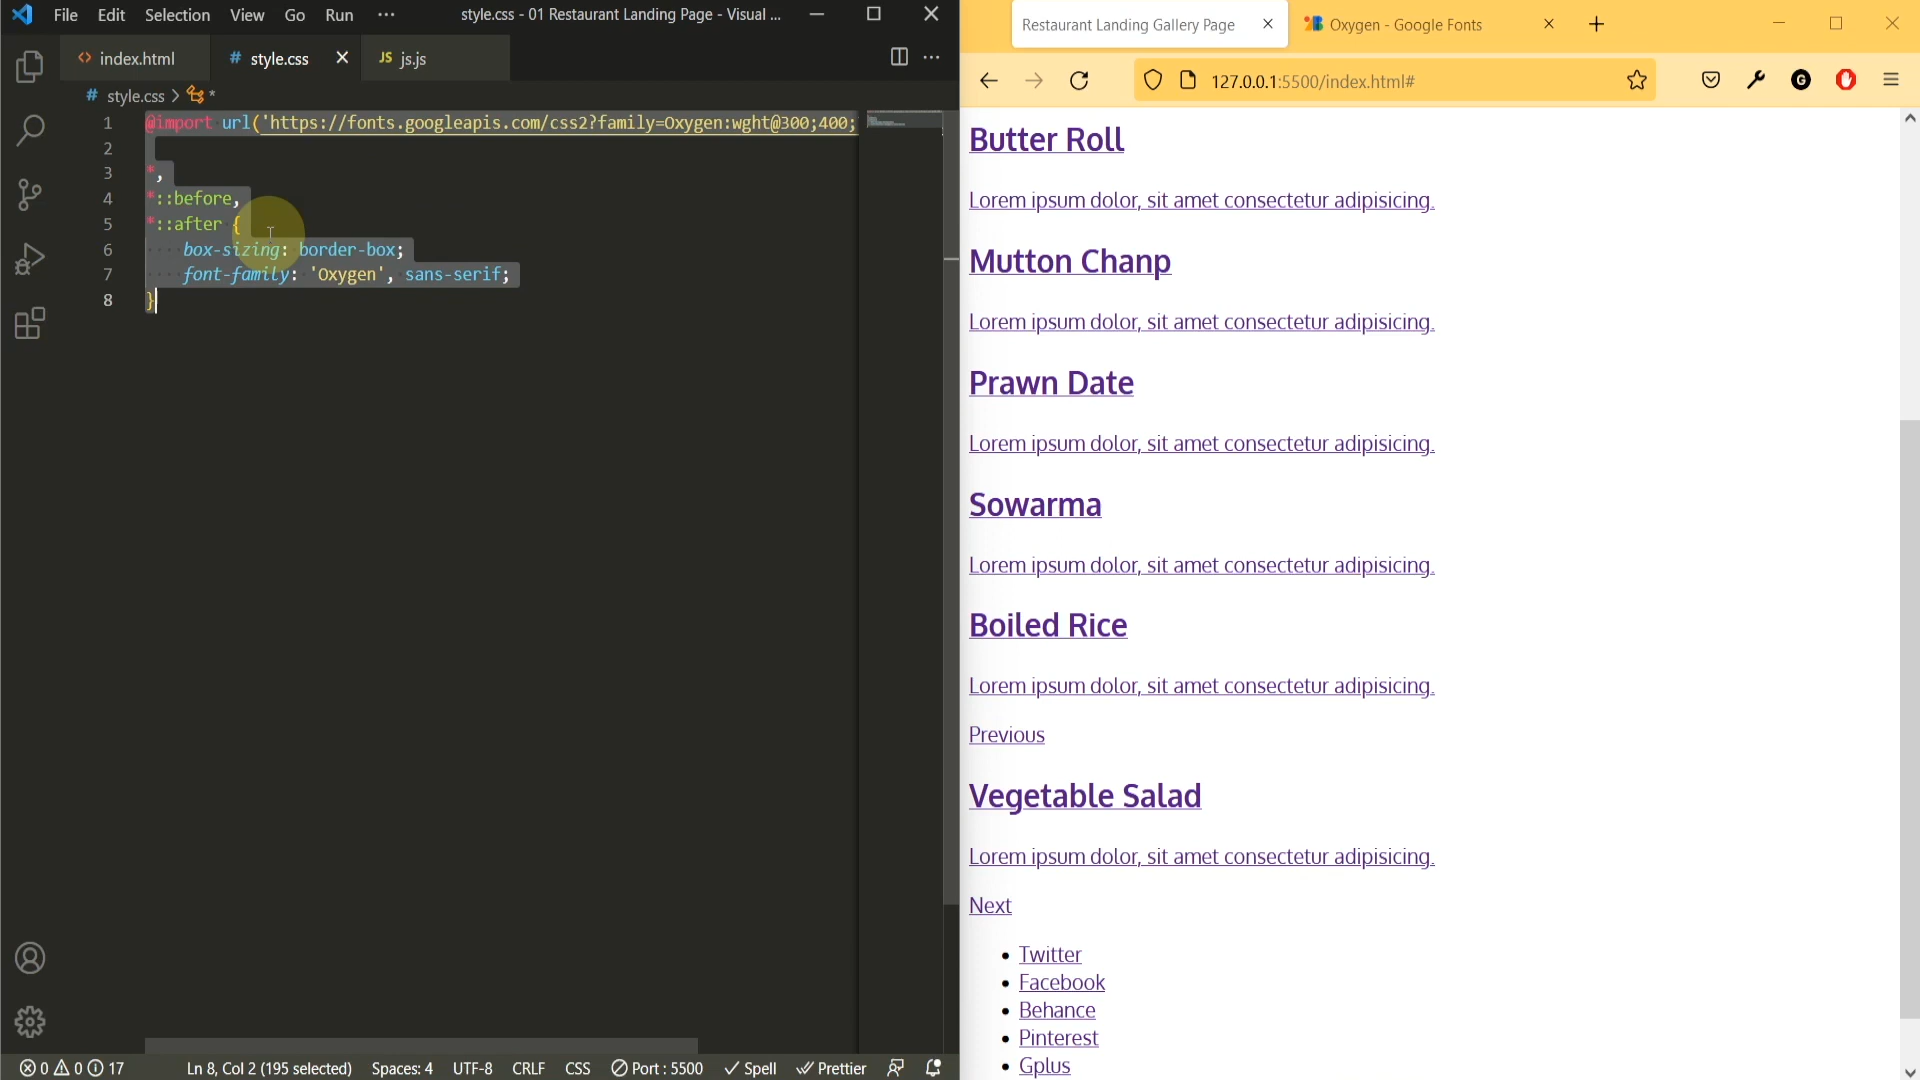 File Edit Selection View Go Run ··· style.css - 01 Restaurant Landing Page - Visual ...
index.html # style.css JS js.js
# style.css > *
1 @import url('https://fonts.googleapis.com/css2?family=Oxygen:wght@300;400;
2
3 *,
4 *::before,
5 *::after {
6 box-sizing: border-box;
7 font-family: 'Oxygen', sans-serif;
8 }
0 0 17 Ln 8, Col 2 (195 selected) Spaces: 4 UTF-8 CRLF CSS Port : 5500 Spell Prettier
Restaurant Landing Gallery Page Oxygen - Google Fonts
127.0.0.1:5500/index.html#
Butter Roll
Lorem ipsum dolor, sit amet consectetur adipisicing.
Mutton Chanp
Lorem ipsum dolor, sit amet consectetur adipisicing.
Prawn Date
Lorem ipsum dolor, sit amet consectetur adipisicing.
Sowarma
Lorem ipsum dolor, sit amet consectetur adipisicing.
Boiled Rice
Lorem ipsum dolor, sit amet consectetur adipisicing.
Previous
Vegetable Salad
Lorem ipsum dolor, sit amet consectetur adipisicing.
Next
• Twitter
• Facebook
• Behance
• Pinterest
• Gplus